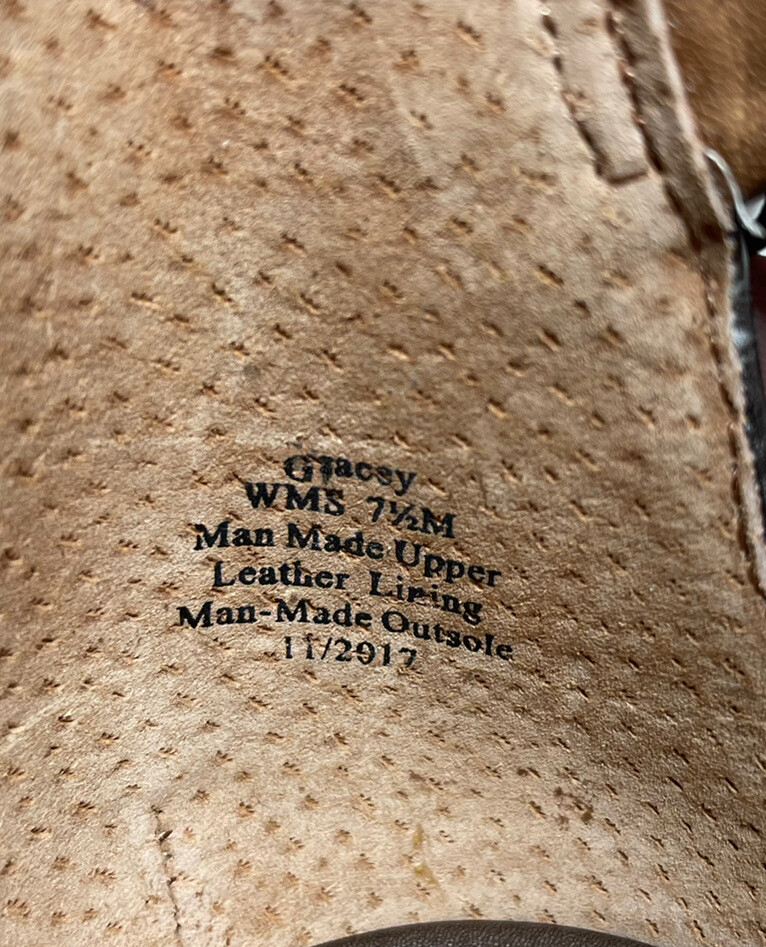 Gracey
WMS 7½M
Man Made Upper
Leather Lining
Man-Made Outsole
11/2017